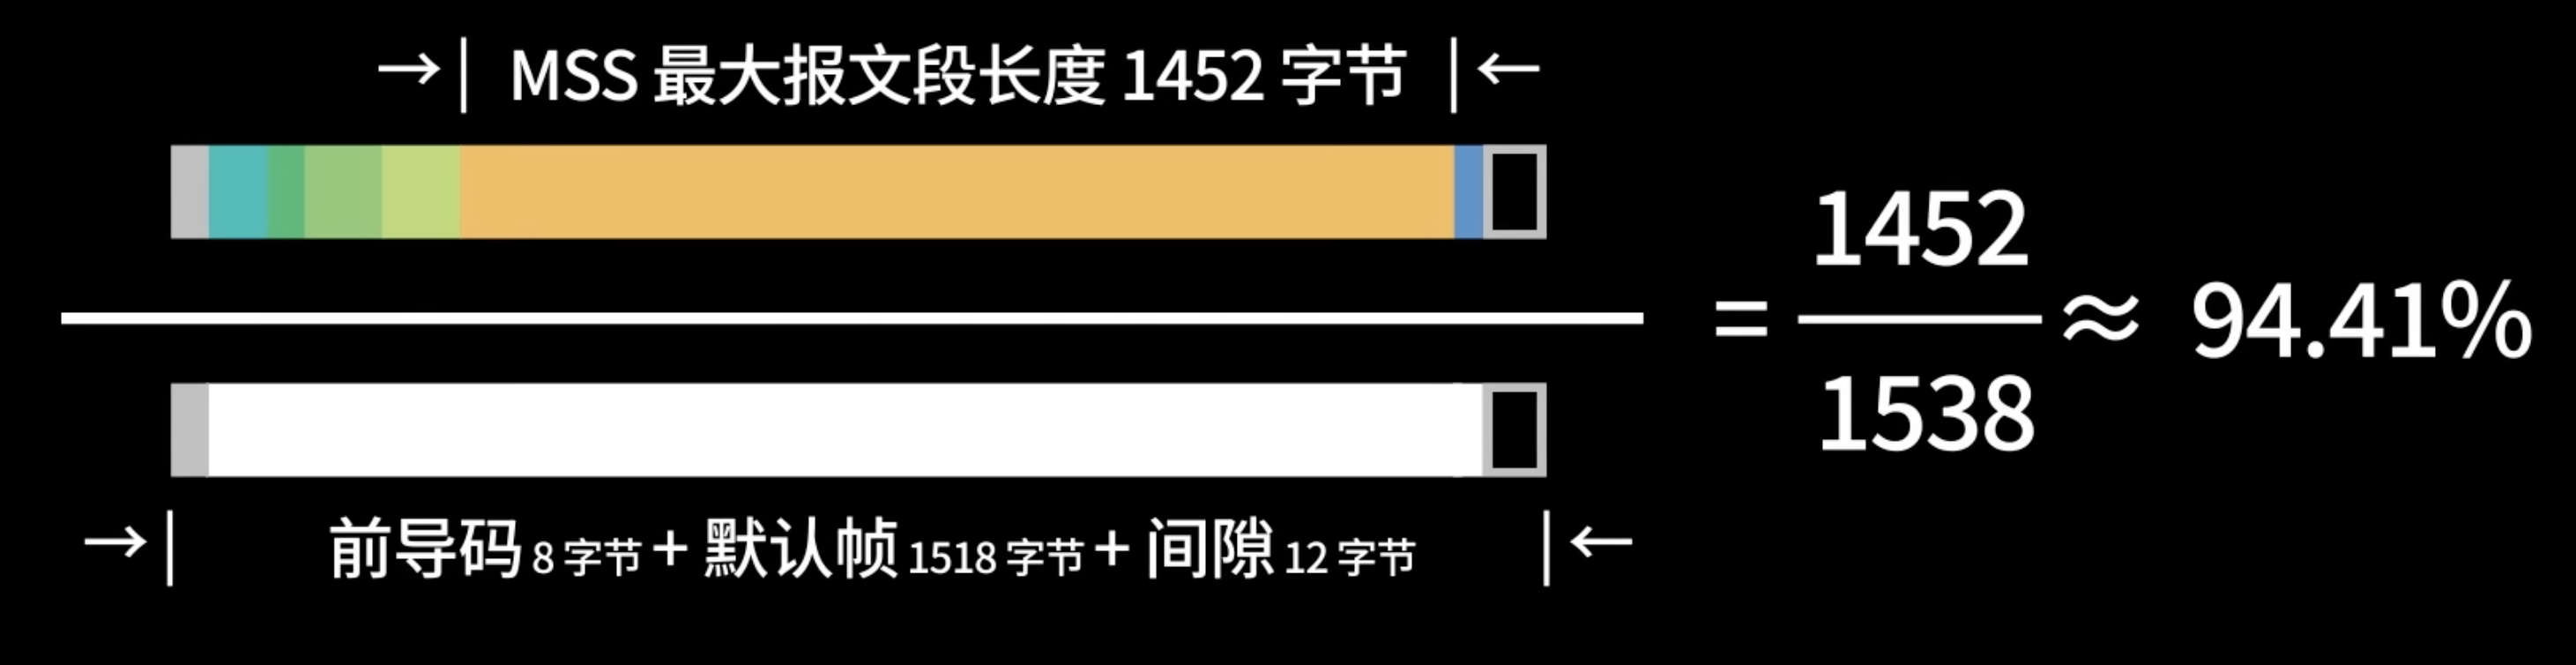 →| MSS 最大报文段长度 1452 字节 |←
= 1452 / 1538 ≈ 94.41%
→| 前导码 8 字节 + 默认帧 1518 字节 + 间隙 12 字节 |←